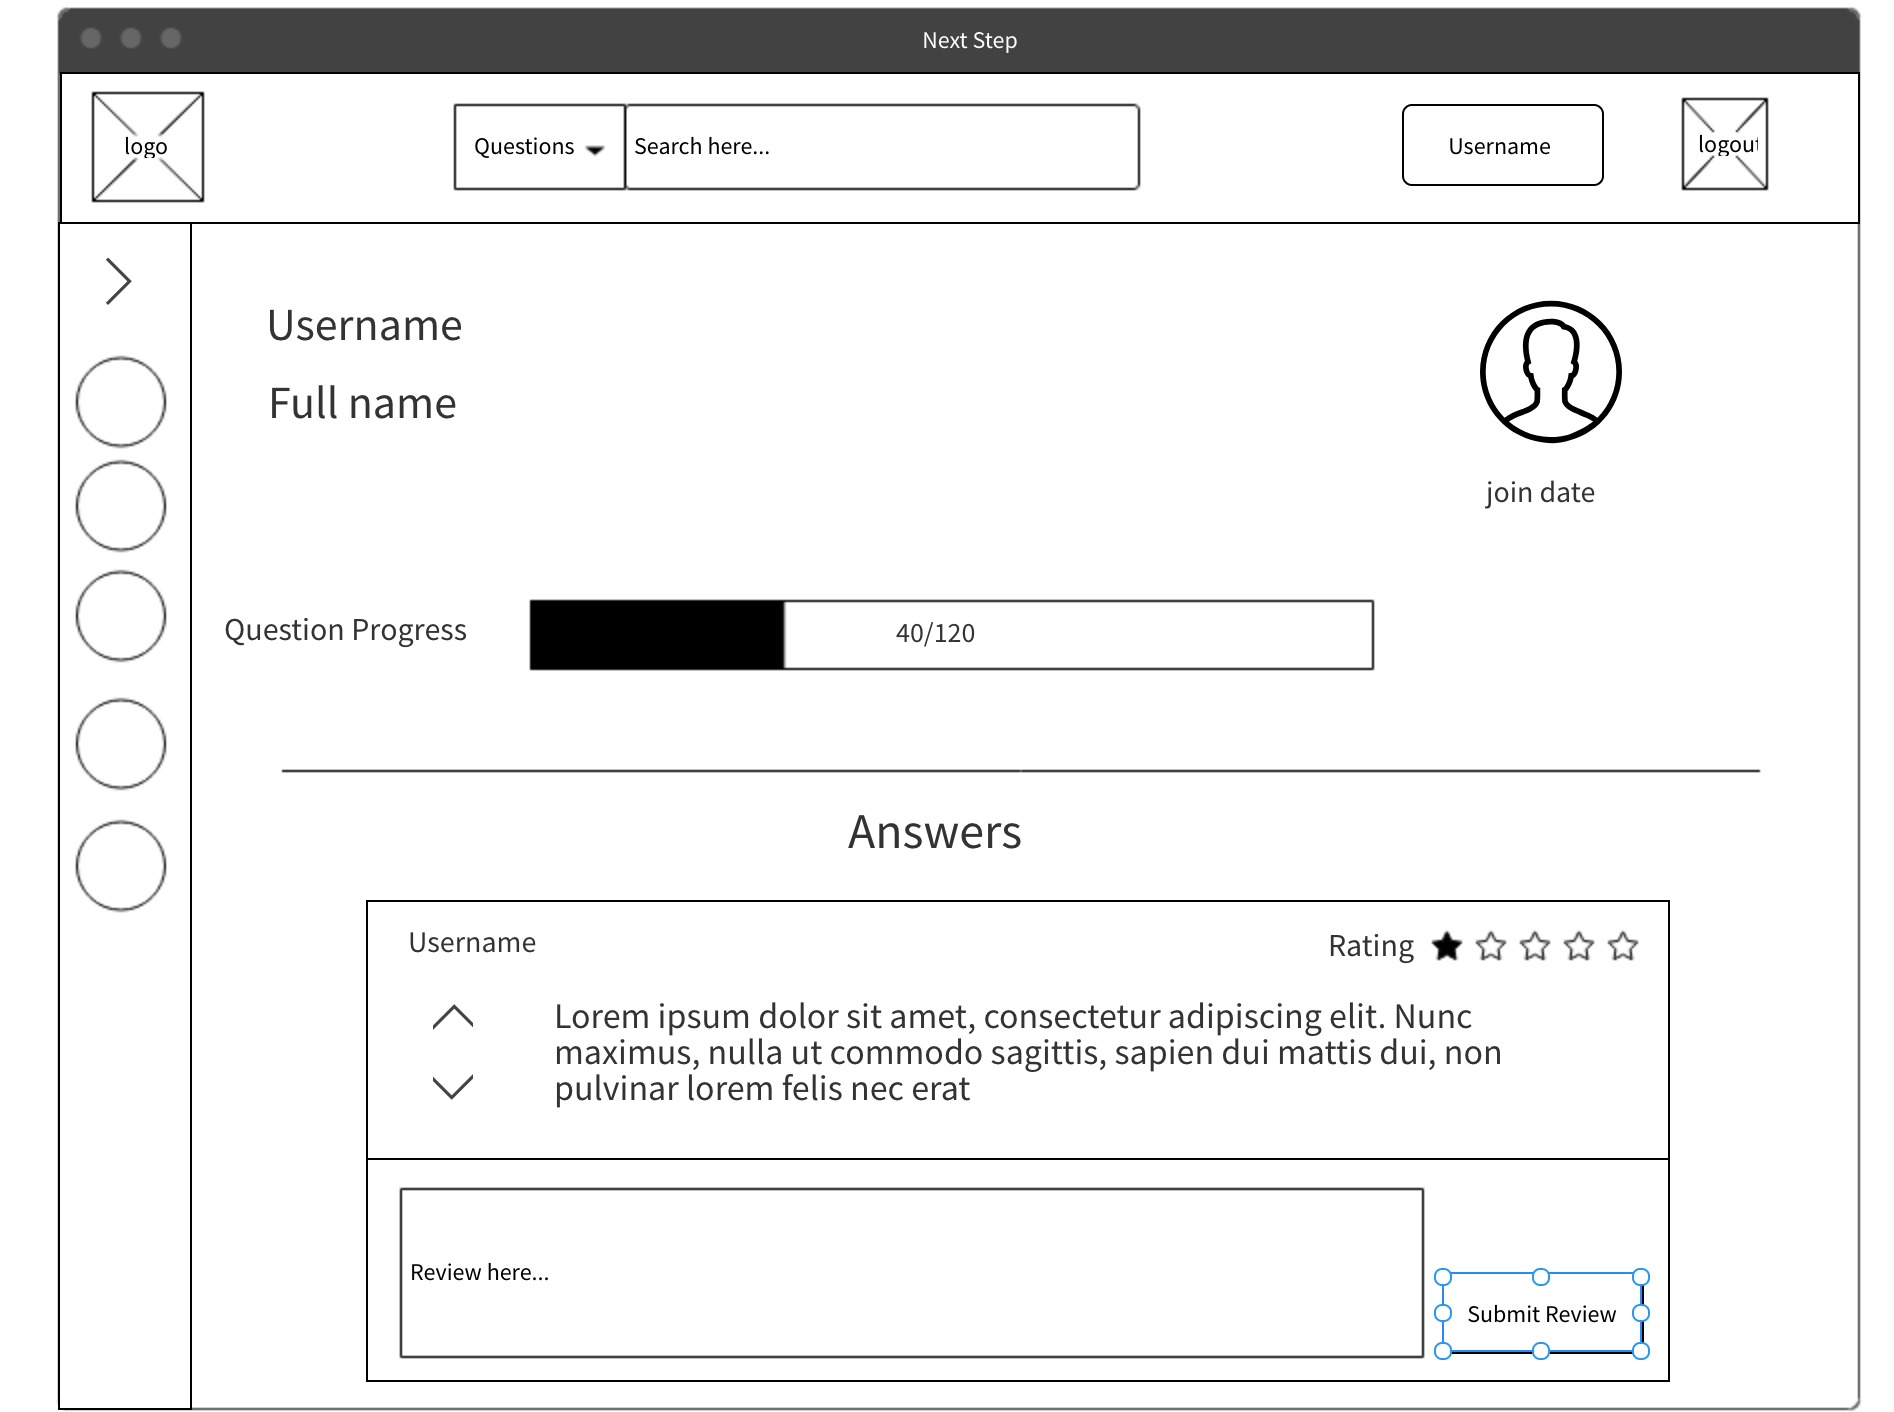 Next Step
logo
Questions
Search here...
Username
logout
Username
Full name
join date
Question Progress
40/120
Answers
Username
Rating
Lorem ipsum dolor sit amet, consectetur adipiscing elit. Nunc
maximus, nulla ut commodo sagittis, sapien dui mattis dui, non
pulvinar lorem felis nec erat
Review here...
Submit Review